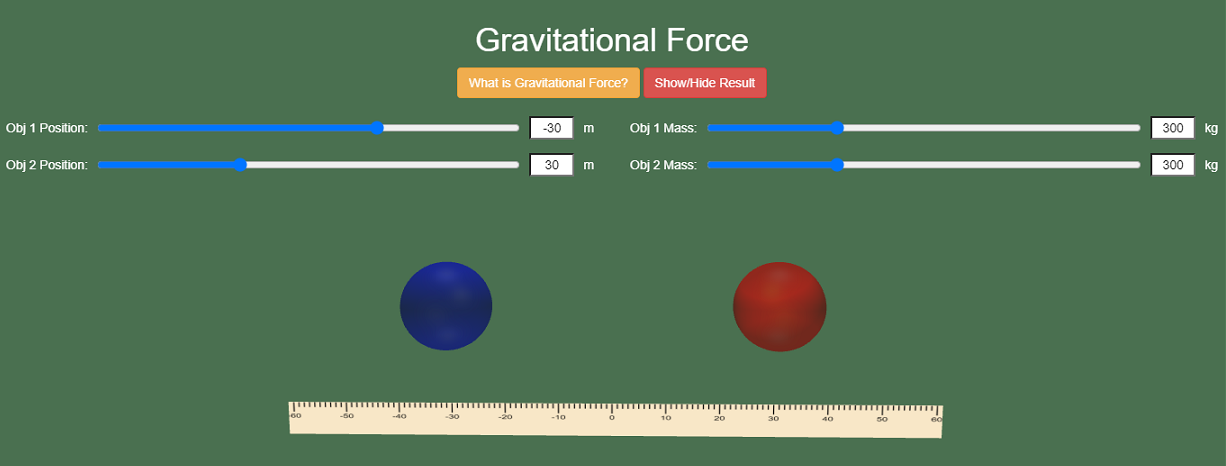 Gravitational Force
What is Gravitational Force? Show/Hide Result
Obj 1 Position: -30 m Obj 1 Mass: 300 kg
Obj 2 Position: 30 m Obj 2 Mass: 300 kg
-60 -50 -40 -30 -20 -10 0 10 20 30 40 50 60